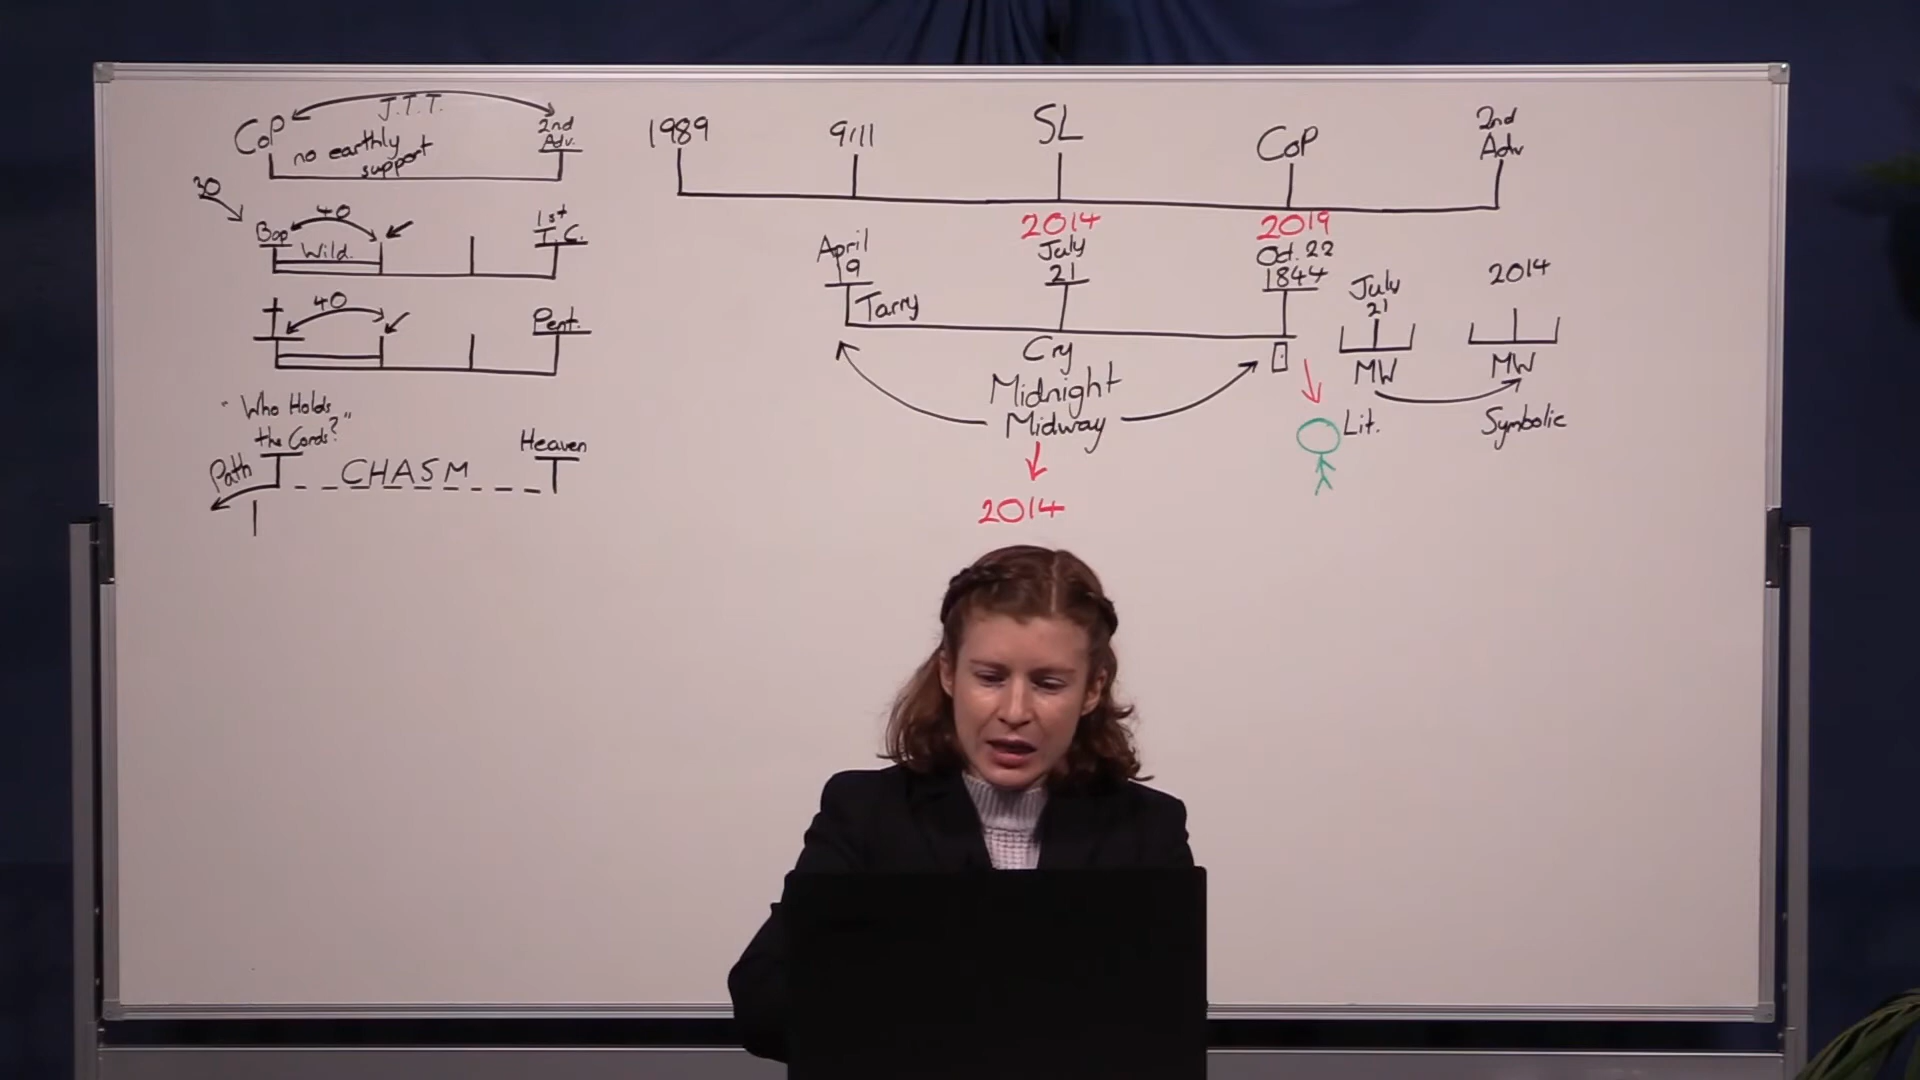 J.T.T.
CoP
2nd
Adv.
no earthly
support
30
Bap
40
Wild.
1st
T.C.
40
Pent.
"Who Holds
the Cords?"
Path
CHASM
Heaven
1989
9/11
SL
CoP
2nd
Adv
2014
2019
April
19
July
21
Oct. 22
1844
Tarry
Cry
Midnight
Midway
2014
July
21
MW
2014
MW
Lit.
Symbolic